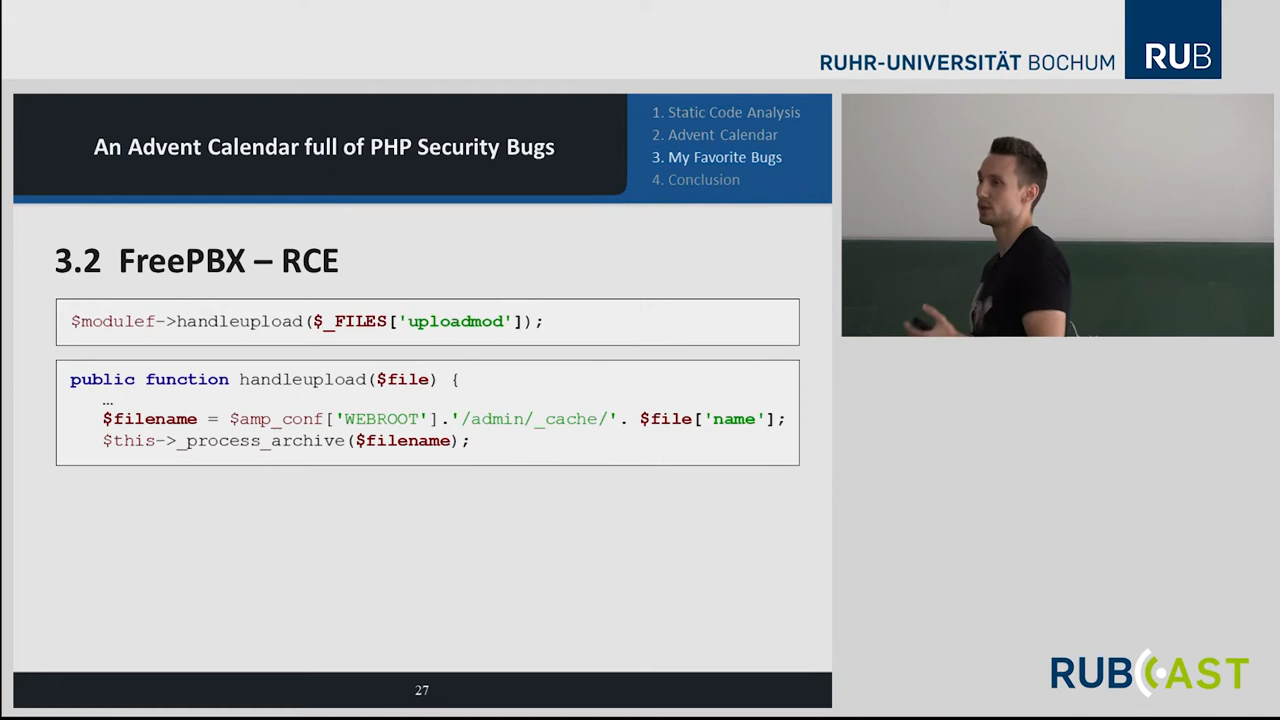 RUHR-UNIVERSITÄT BOCHUM
RUB
An Advent Calendar full of PHP Security Bugs
1. Static Code Analysis
2. Advent Calendar
3. My Favorite Bugs
4. Conclusion
3.2 FreePBX – RCE
$modulef->handleupload($_FILES['uploadmod']);
public function handleupload($file) {
…
$filename = $amp_conf['WEBROOT'].'/admin/_cache/'. $file['name'];
$this->_process_archive($filename);
27
RUBCAST